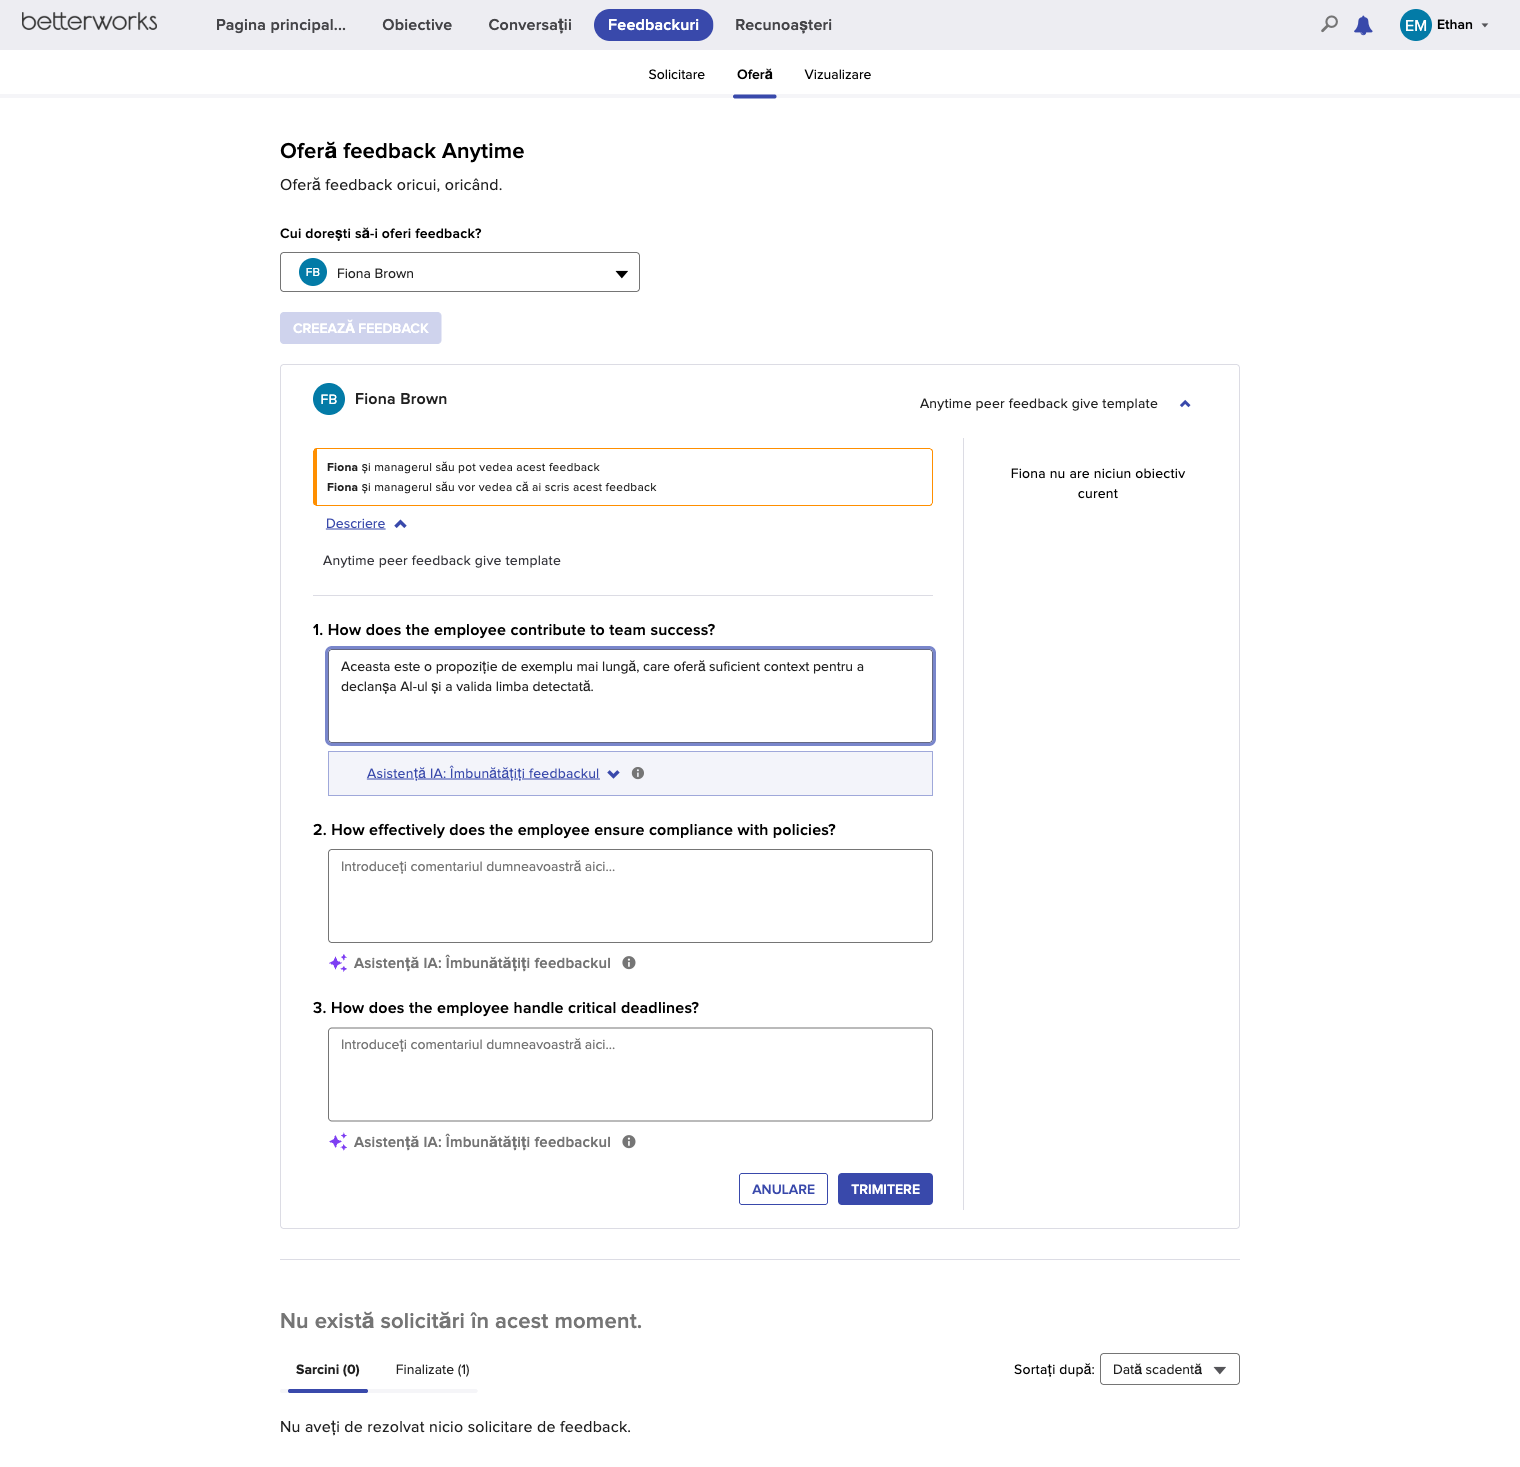 betterworks
Pagina principal...
Obiective
Conversații
Feedbackuri
Recunoașteri
EM
Ethan
Solicitare
Oferă
Vizualizare
Oferă feedback Anytime
Oferă feedback oricui, oricând.
Cui dorești să-i oferi feedback?
FB Fiona Brown
CREEAZĂ FEEDBACK
FB Fiona Brown
Anytime peer feedback give template
Fiona și managerul său pot vedea acest feedback
Fiona și managerul său vor vedea că ai scris acest feedback
Fiona nu are niciun obiectiv
curent
Descriere
Anytime peer feedback give template
1. How does the employee contribute to team success?
Aceasta este o propoziție de exemplu mai lungă, care oferă suficient context pentru a
declanșa AI-ul și a valida limba detectată.
Asistență IA: Îmbunătățiți feedbackul
2. How effectively does the employee ensure compliance with policies?
Introduceți comentariul dumneavoastră aici...
Asistență IA: Îmbunătățiți feedbackul
3. How does the employee handle critical deadlines?
Introduceți comentariul dumneavoastră aici...
Asistență IA: Îmbunătățiți feedbackul
ANULARE
TRIMITERE
Nu există solicitări în acest moment.
Sarcini (0)
Finalizate (1)
Sortați după:
Dată scadentă
Nu aveți de rezolvat nicio solicitare de feedback.